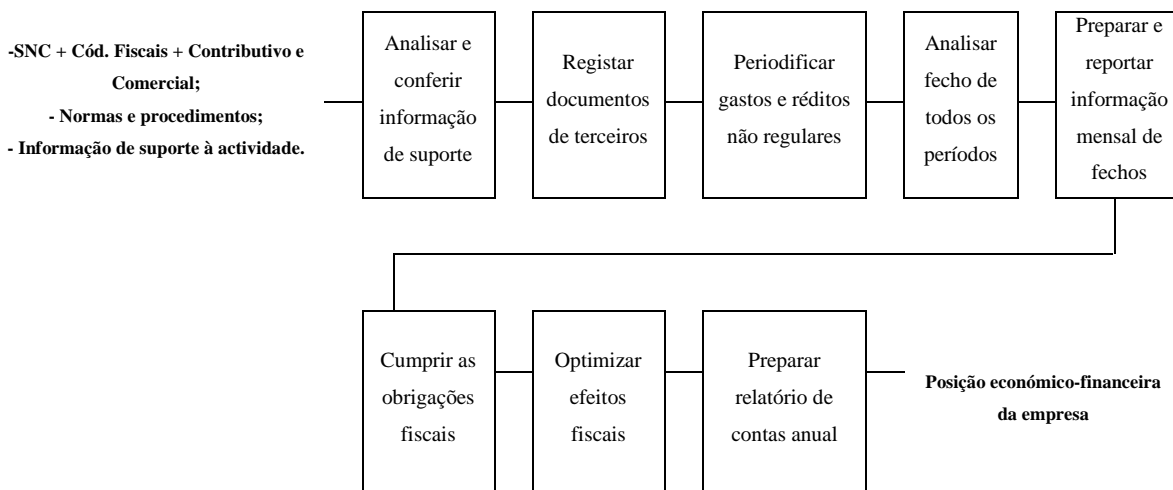 -SNC + Cód. Fiscais + Contributivo e
Comercial;
- Normas e procedimentos;
- Informação de suporte à actividade.
Analisar e
conferir
informação
de suporte
Registar
documentos
de terceiros
Periodificar
gastos e réditos
não regulares
Analisar
fecho de
todos os
períodos
Preparar e
reportar
informação
mensal de
fechos
Cumprir as
obrigações
fiscais
Optimizar
efeitos
fiscais
Preparar
relatório de
contas anual
Posição económico-financeira
da empresa